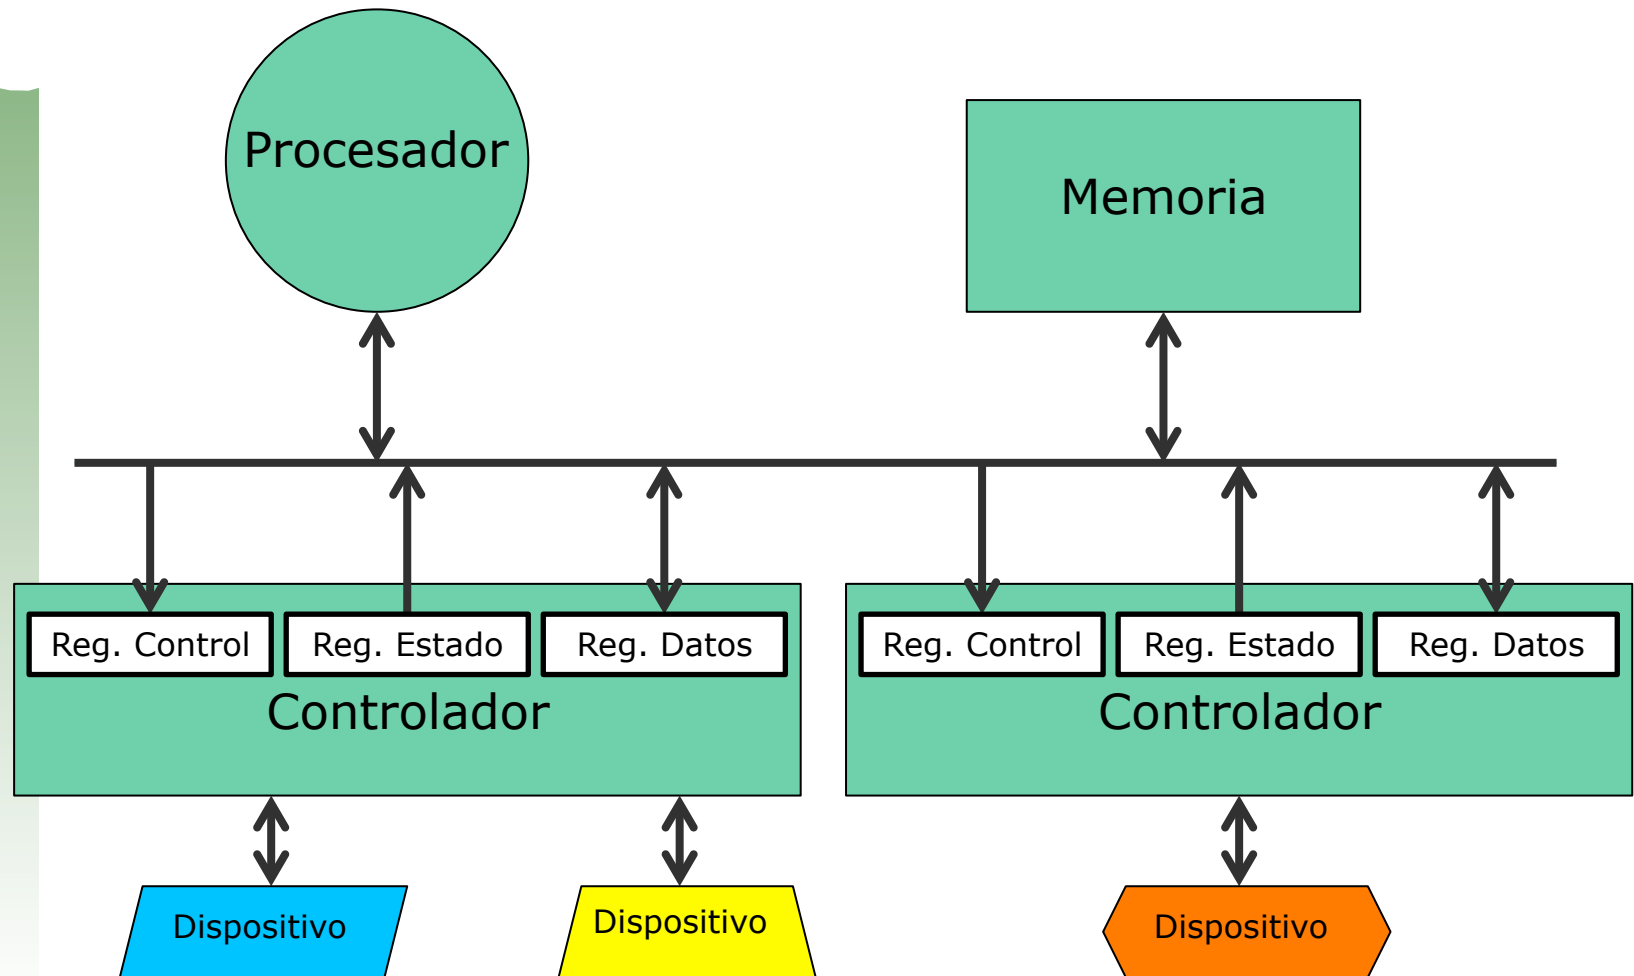 Procesador
Memoria
Reg. Control
Reg. Estado
Reg. Datos
Controlador
Reg. Control
Reg. Estado
Reg. Datos
Controlador
Dispositivo
Dispositivo
Dispositivo